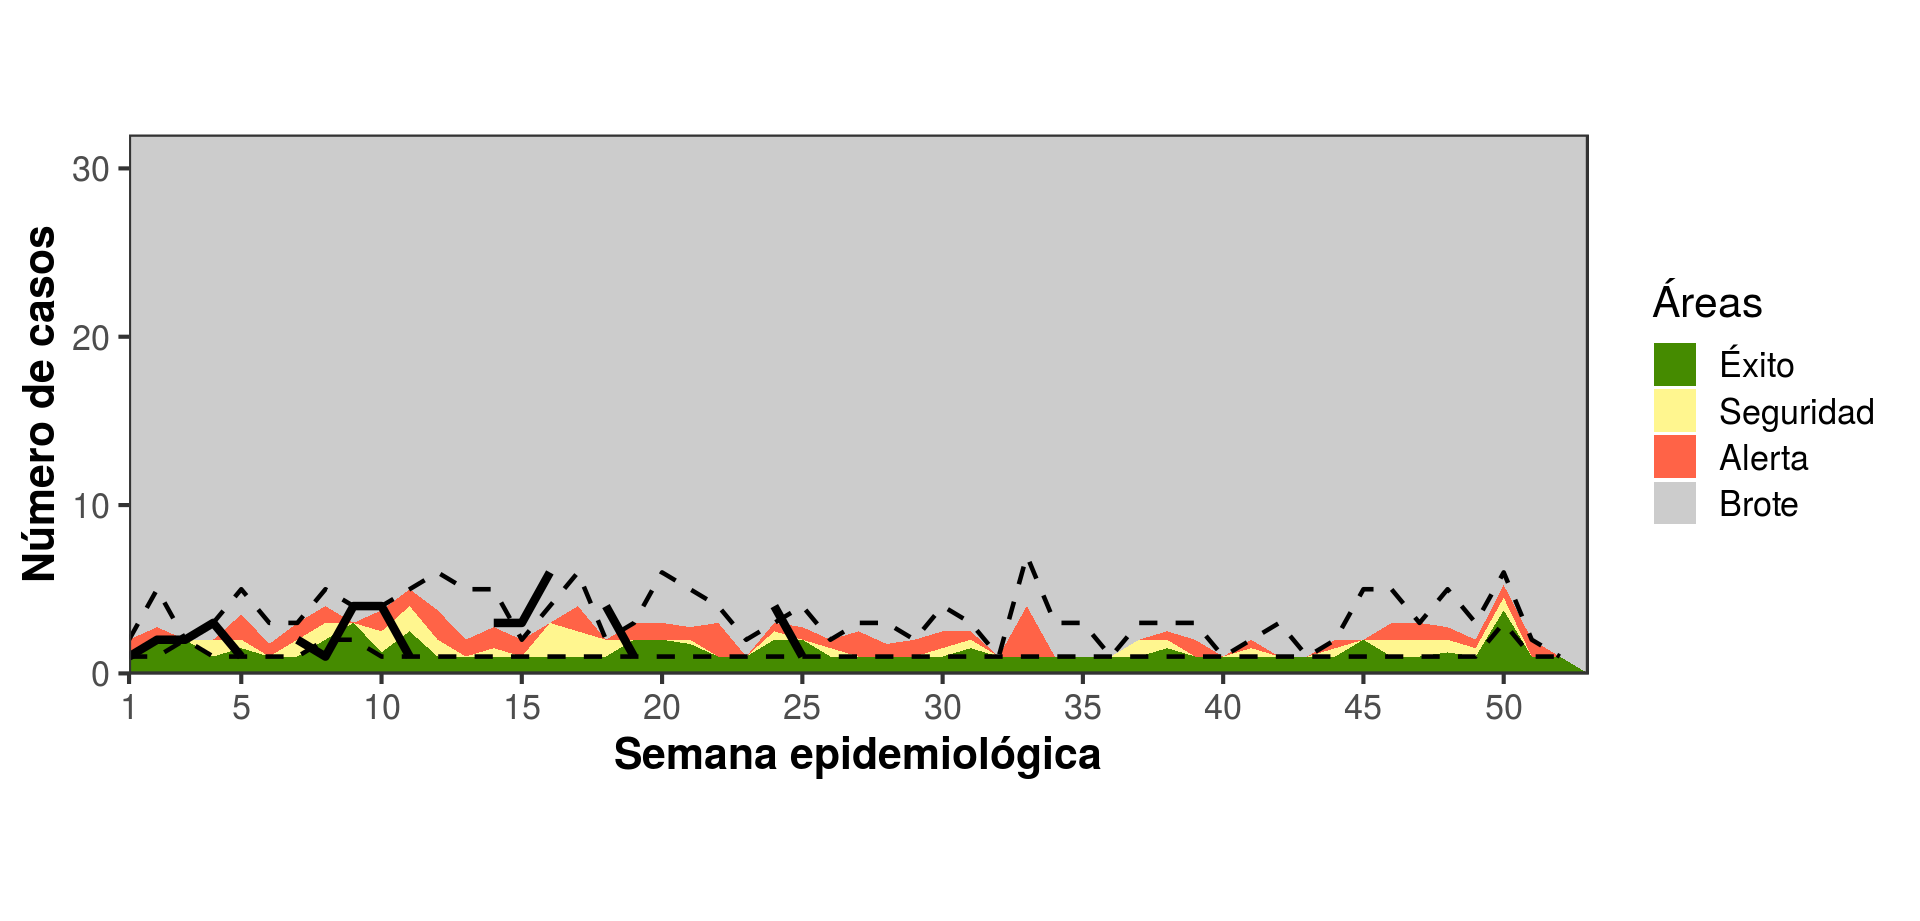 Número de casos
30
20
10
0
1 5 10 15 20 25 30 35 40 45 50
Semana epidemiológica
Áreas
Éxito
Seguridad
Alerta
Brote